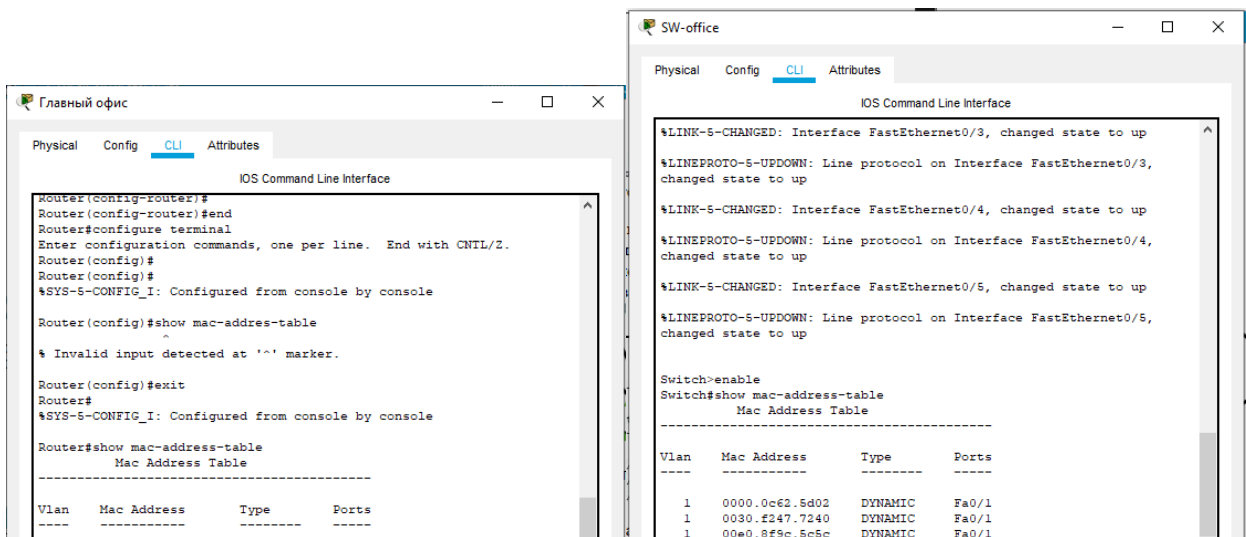 Главный офис
Physical Config CLI Attributes
IOS Command Line Interface
Router(config-router)#
Router(config-router)#end
Router#configure terminal
Enter configuration commands, one per line.  End with CNTL/Z.
Router(config)#
Router(config)#
%SYS-5-CONFIG_I: Configured from console by console
Router(config)#show mac-addres-table
^
% Invalid input detected at '^' marker.
Router(config)#exit
Router#
%SYS-5-CONFIG_I: Configured from console by console
Router#show mac-address-table
Mac Address Table
-------------------------------------------
Vlan    Mac Address       Type        Ports
----    -----------       --------    -----
SW-office
Physical Config CLI Attributes
IOS Command Line Interface
%LINK-5-CHANGED: Interface FastEthernet0/3, changed state to up
%LINEPROTO-5-UPDOWN: Line protocol on Interface FastEthernet0/3,
changed state to up
%LINK-5-CHANGED: Interface FastEthernet0/4, changed state to up
%LINEPROTO-5-UPDOWN: Line protocol on Interface FastEthernet0/4,
changed state to up
%LINK-5-CHANGED: Interface FastEthernet0/5, changed state to up
%LINEPROTO-5-UPDOWN: Line protocol on Interface FastEthernet0/5,
changed state to up
Switch>enable
Switch#show mac-address-table
Mac Address Table
-------------------------------------------
Vlan    Mac Address       Type        Ports
----    -----------       --------    -----
1    0000.0c62.5d02    DYNAMIC     Fa0/1
1    0030.f247.7240    DYNAMIC     Fa0/1
1    00e0.8f9c.5c5c    DYNAMIC     Fa0/1